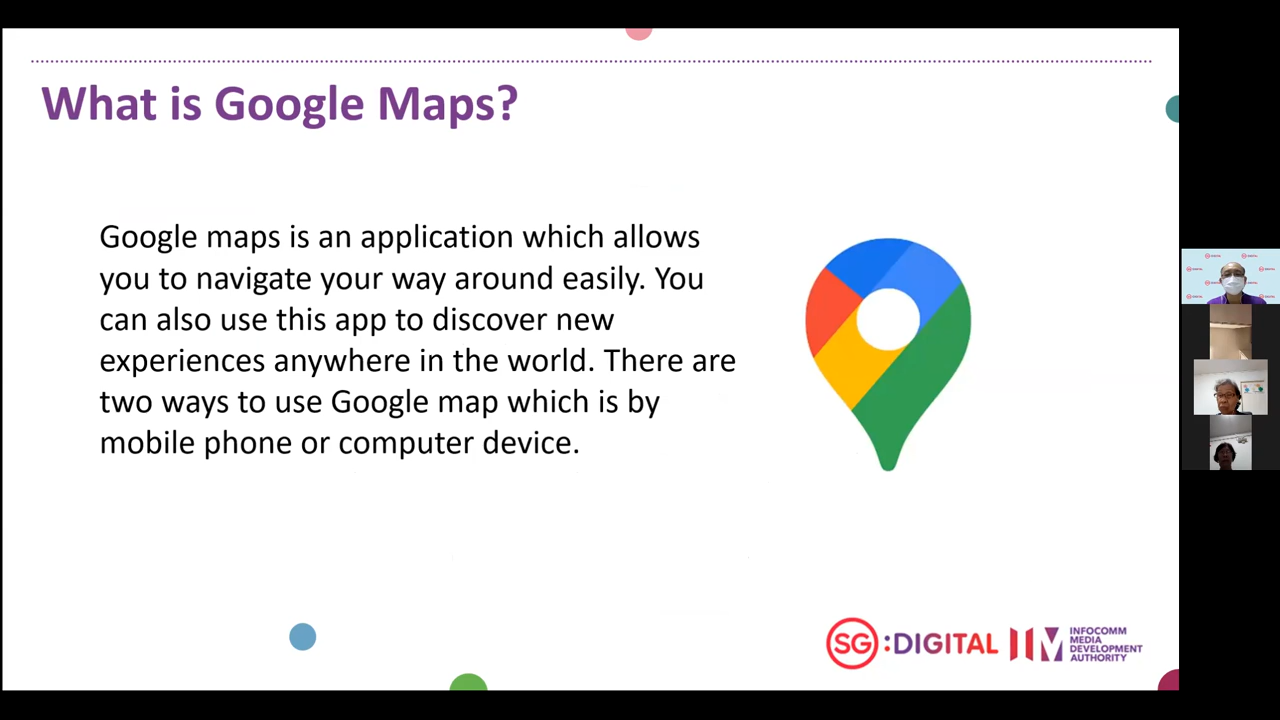 What is Google Maps?
Google maps is an application which allows
you to navigate your way around easily. You
can also use this app to discover new
experiences anywhere in the world. There are
two ways to use Google map which is by
mobile phone or computer device.
SG :DIGITAL
INFOCOMM
MEDIA
DEVELOPMENT
AUTHORITY